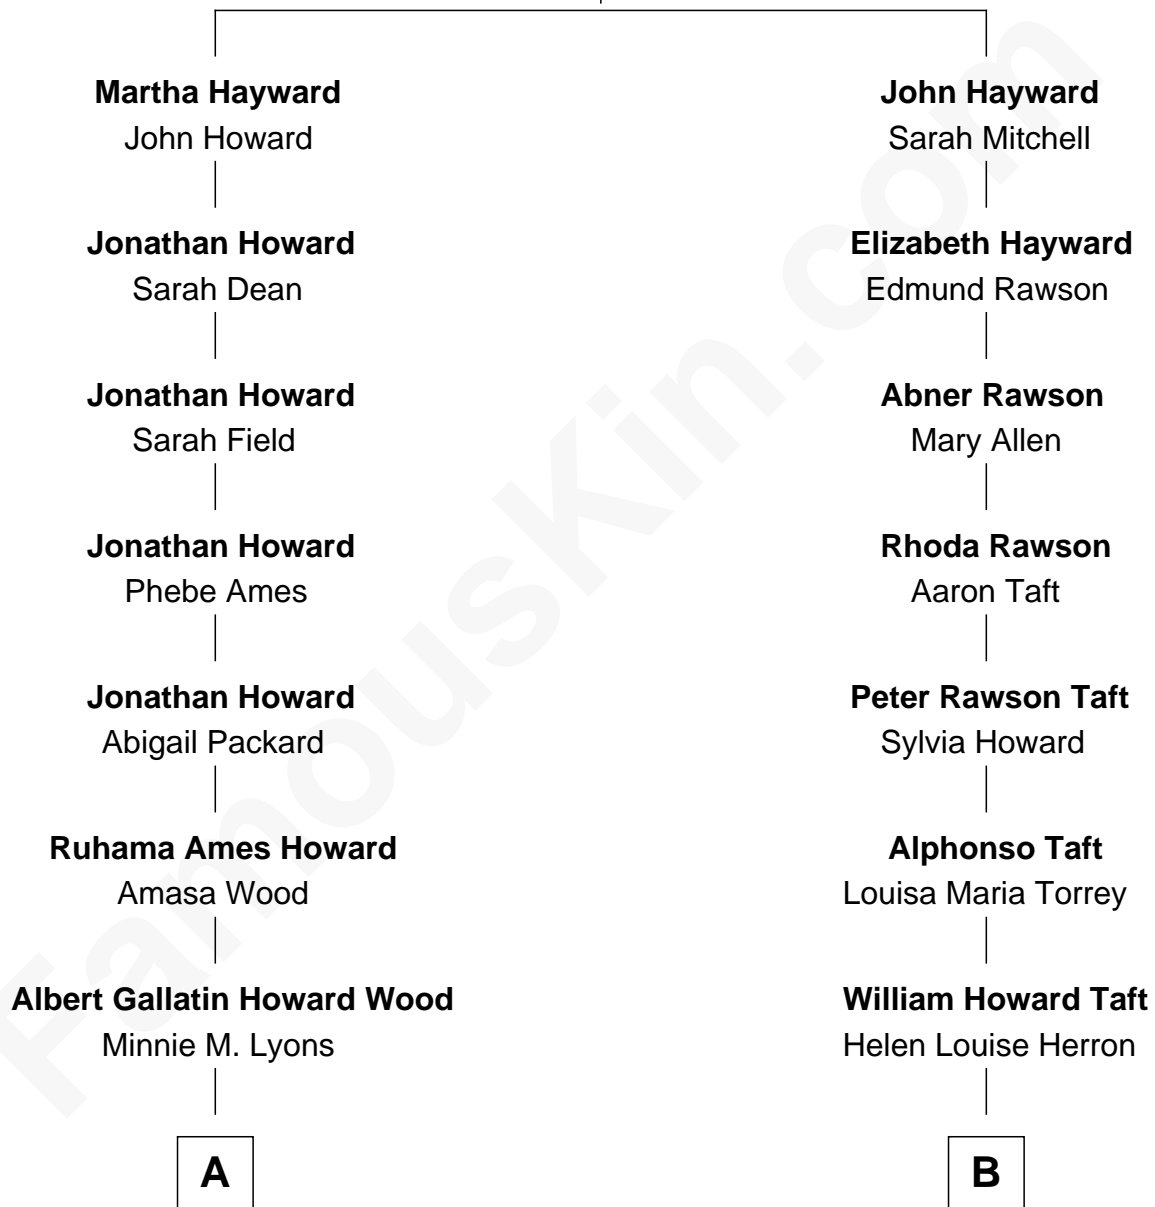 Martha Hayward
John Howard
John Hayward
Sarah Mitchell
Jonathan Howard
Sarah Dean
Elizabeth Hayward
Edmund Rawson
Jonathan Howard
Sarah Field
Abner Rawson
Mary Allen
Jonathan Howard
Phebe Ames
Rhoda Rawson
Aaron Taft
Jonathan Howard
Abigail Packard
Peter Rawson Taft
Sylvia Howard
Ruhama Ames Howard
Amasa Wood
Alphonso Taft
Louisa Maria Torrey
Albert Gallatin Howard Wood
Minnie M. Lyons
William Howard Taft
Helen Louise Herron
A
B
FamousKin.com